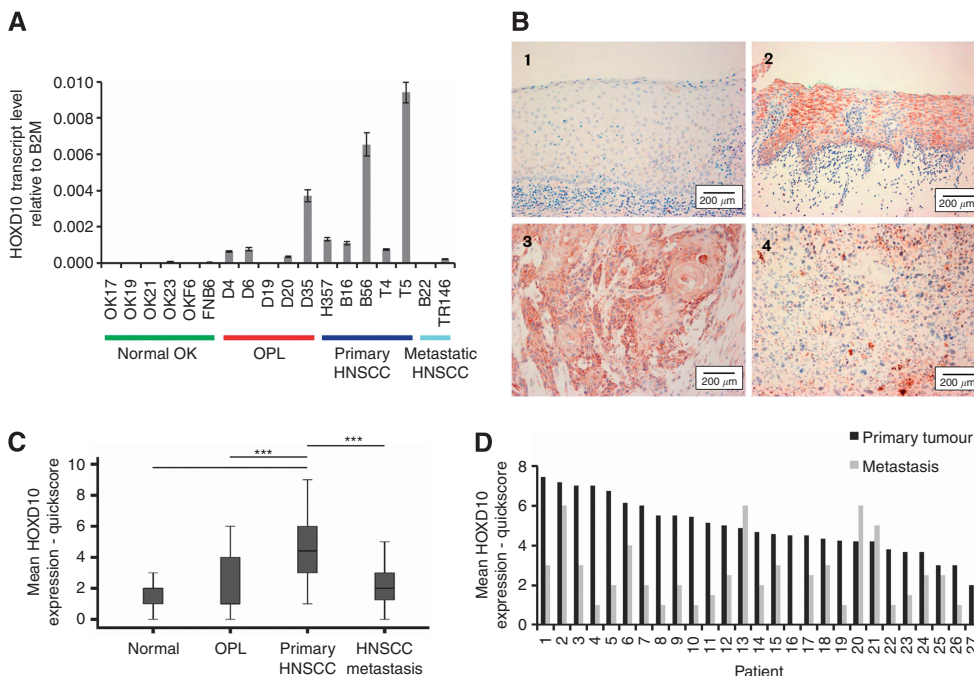 A
HOXD10 transcript level
relative to B2M
0.010
0.008
0.006
0.004
0.002
0.000
OK17
OK19
OK21
OK23
OKF6
FNB6
D4
D6
D19
D20
D35
H357
B16
B56
T4
T5
B22
TR146
Normal OK
OPL
Primary
HNSCC
Metastatic
HNSCC
B
1
200 μm
2
200 μm
3
200 μm
4
200 μm
C
Mean HOXD10
expression - quickscore
10
8
6
4
2
0
***
***
Normal
OPL
Primary
HNSCC
HNSCC
metastasis
D
Primary tumour
Metastasis
Mean HOXD10
expression - quickscore
8
6
4
2
0
1
2
3
4
5
6
7
8
9
10
11
12
13
14
15
16
17
18
19
20
21
22
23
24
25
26
27
Patient